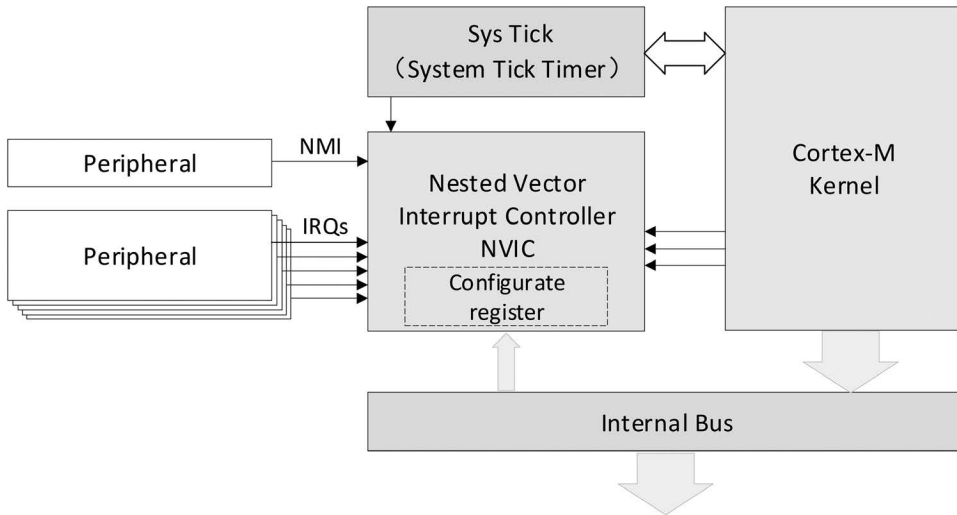 Sys Tick
（System Tick Timer）
NMI
Peripheral
Cortex-M
Kernel
Nested Vector
Interrupt Controller
NVIC
IRQs
Peripheral
Configurate
register
Internal Bus